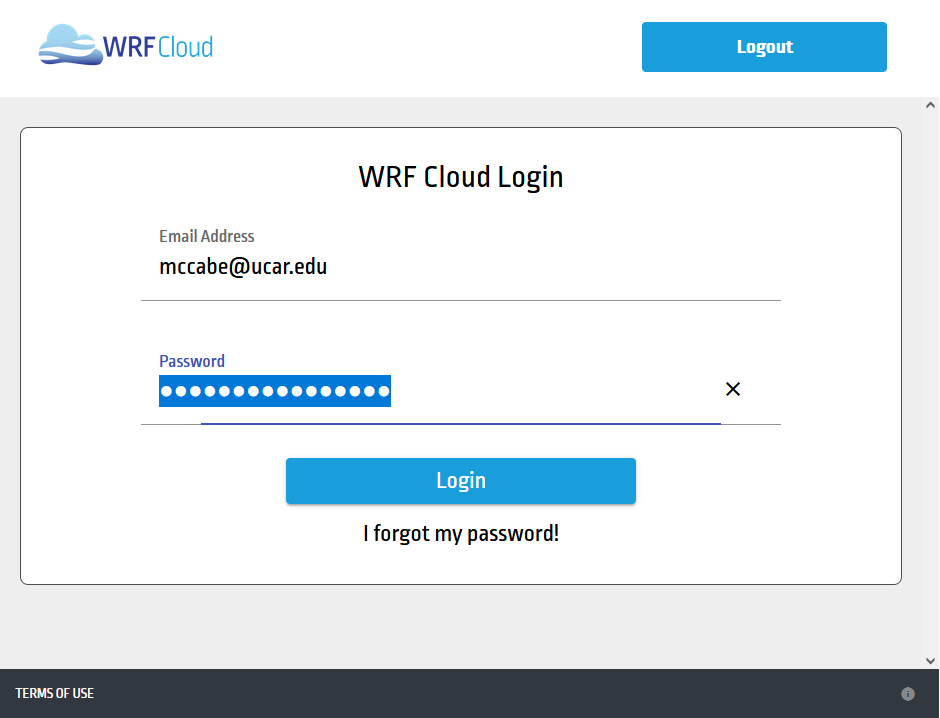 WRF Cloud
Logout
WRF Cloud Login
Email Address
mccabe@ucar.edu
Password
••••••••••••••••
Login
I forgot my password!
TERMS OF USE